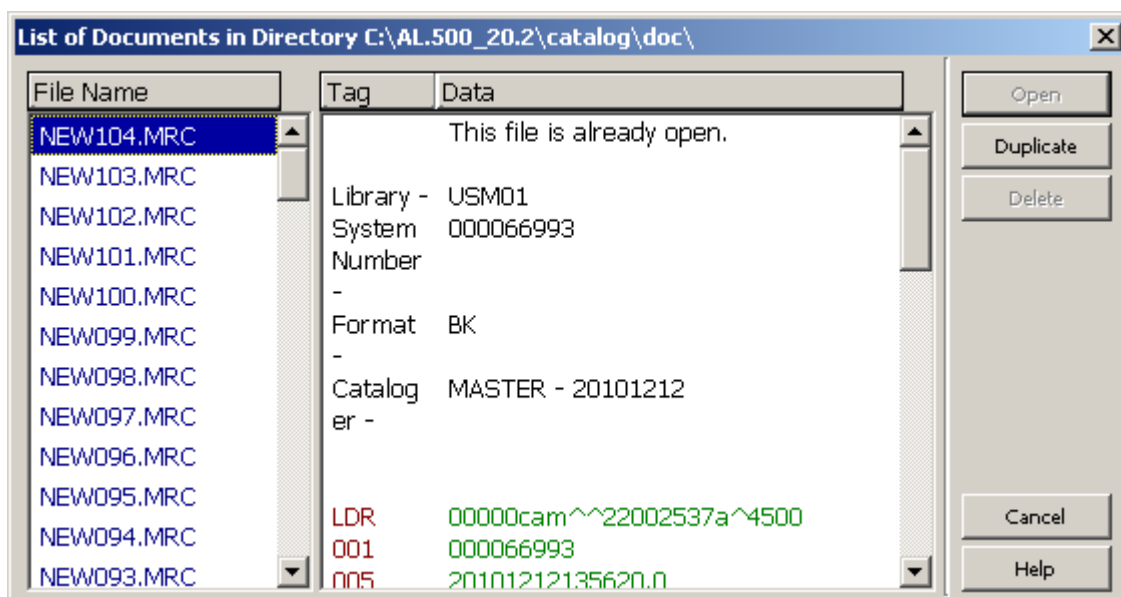 List of Documents in Directory C:\AL.500_20.2\catalog\doc\
File Name
NEW104.MRC
NEW103.MRC
NEW102.MRC
NEW101.MRC
NEW100.MRC
NEW099.MRC
NEW098.MRC
NEW097.MRC
NEW096.MRC
NEW095.MRC
NEW094.MRC
NEW093.MRC
Tag Data
This file is already open.
Library - USM01
System 000066993
Number
-
Format BK
-
Catalog MASTER - 20101212
er -
LDR 00000cam^^22002537a^4500
001 000066993
005 20101212135620.0
Open
Duplicate
Delete
Cancel
Help